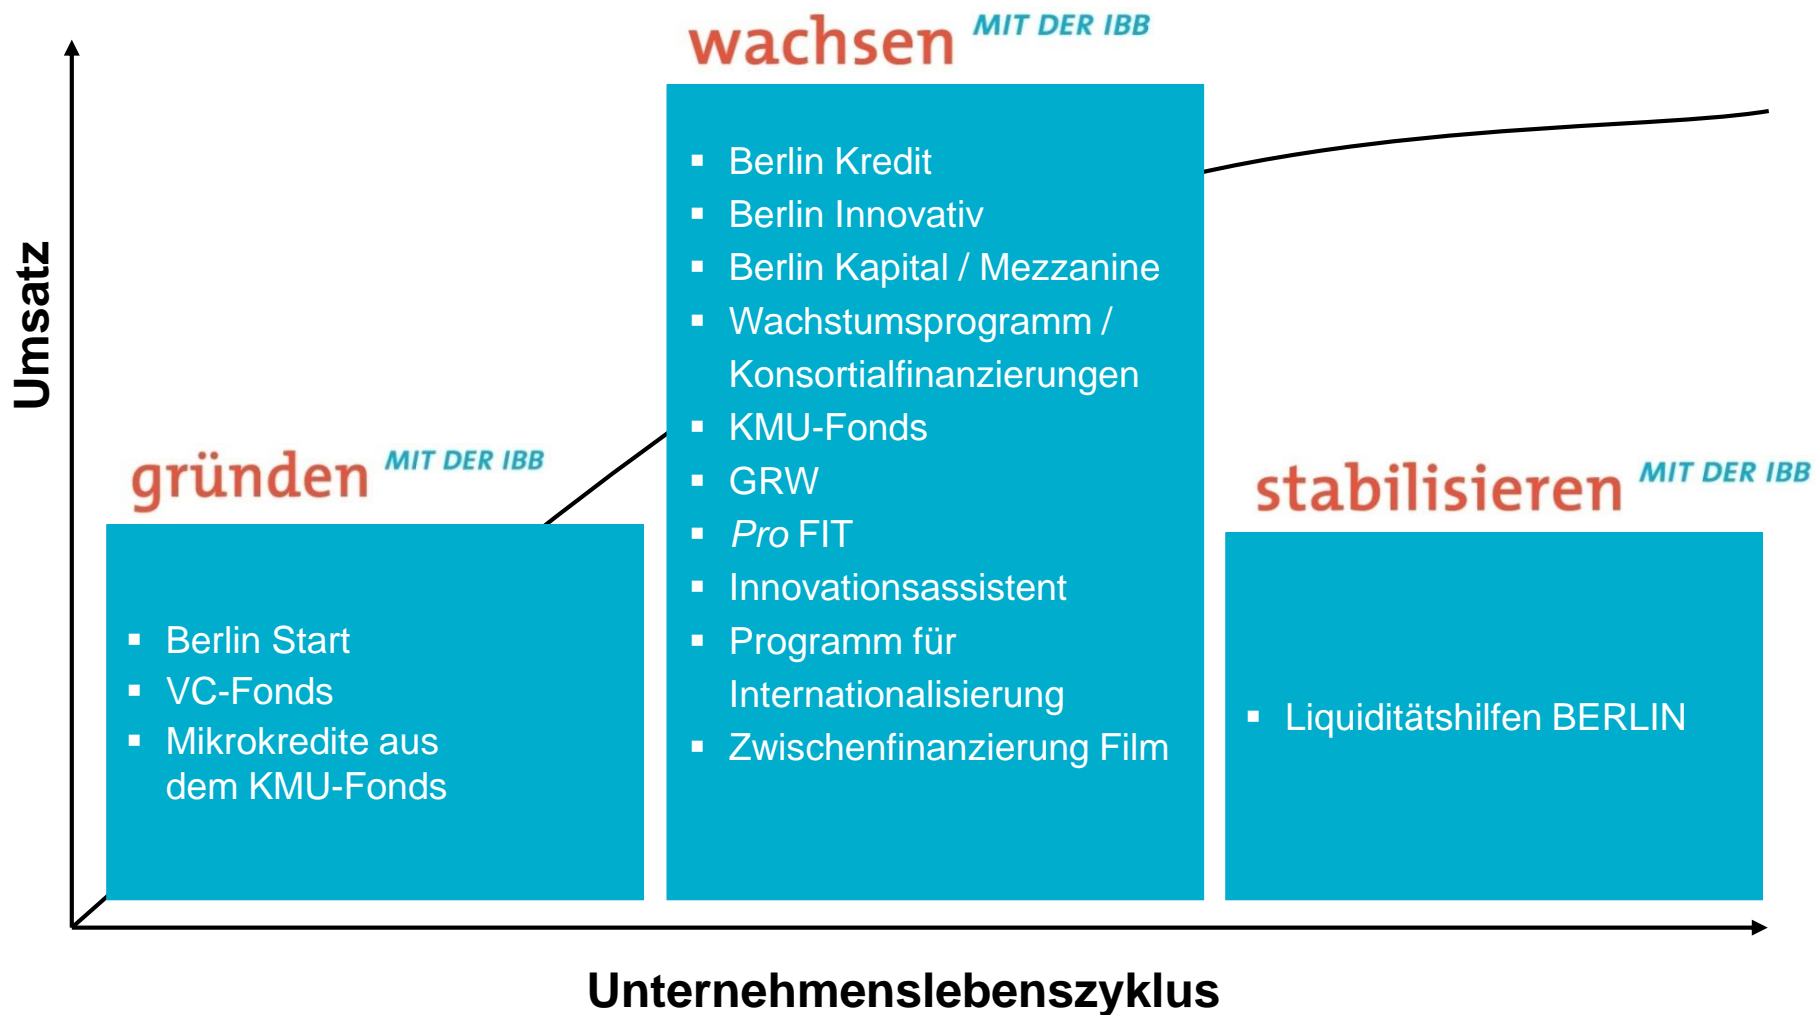 wachsen MIT DER IBB
▪ Berlin Kredit
▪ Berlin Innovativ
▪ Berlin Kapital / Mezzanine
▪ Wachstumsprogramm /
Konsortialfinanzierungen
▪ KMU-Fonds
▪ GRW
▪ Pro FIT
▪ Innovationsassistent
▪ Programm für
Internationalisierung
▪ Zwischenfinanzierung Film
Umsatz
gründen MIT DER IBB
▪ Berlin Start
▪ VC-Fonds
▪ Mikrokredite aus
dem KMU-Fonds
stabilisieren MIT DER IBB
▪ Liquiditätshilfen BERLIN
Unternehmenslebenszyklus